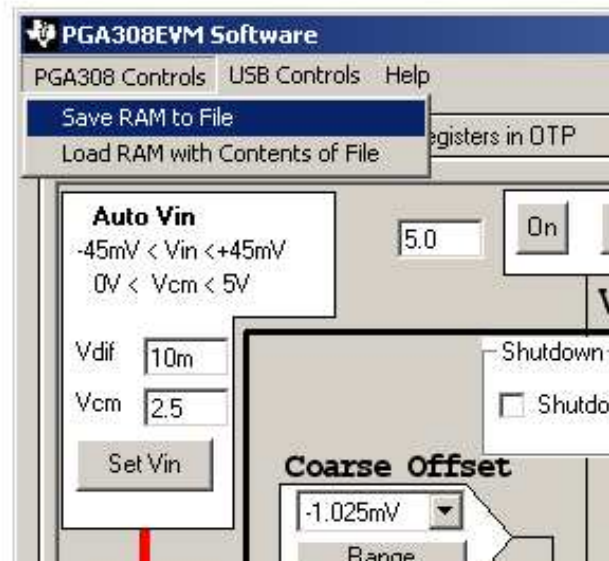 PGA308EVM Software
PGA308 Controls USB Controls Help
Save RAM to File
Load RAM with Contents of File
egisters in OTP
Auto Vin
-45mV < Vin <+45mV
0V < Vcm < 5V
5.0
On
Vdif 10m
Vcm 2.5
Set Vin
Shutdown
Shutdo
Coarse Offset
-1.025mV
Range